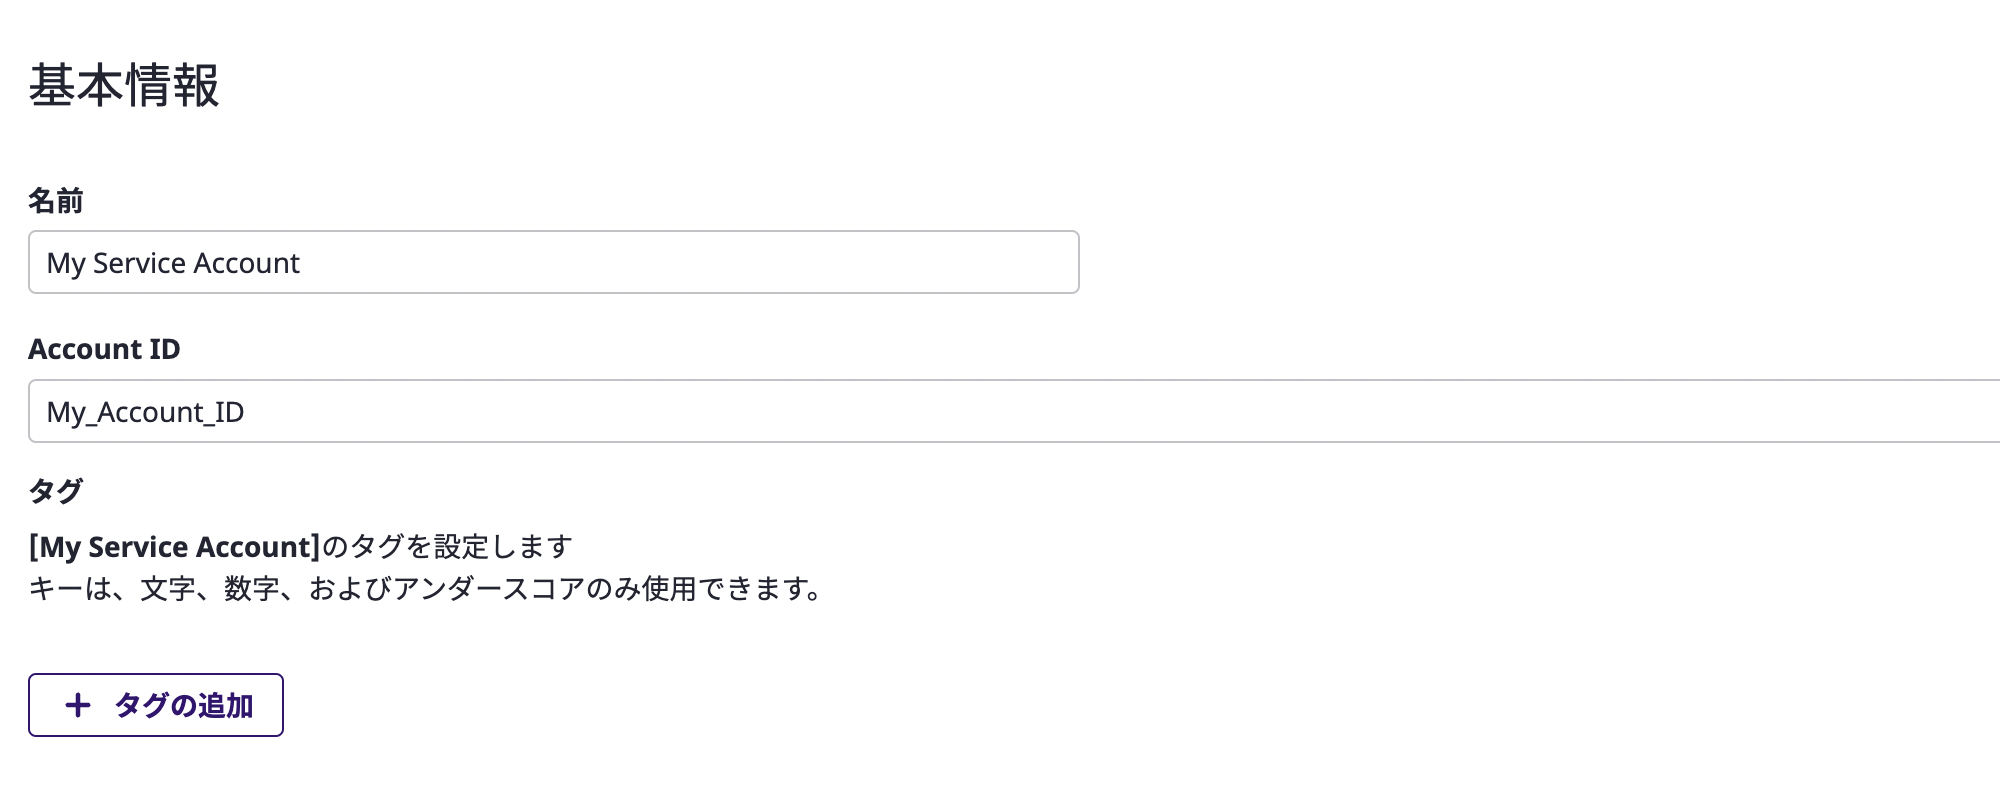 基本情報
名前
My Service Account
Account ID
My_Account_ID
タグ
[My Service Account]のタグを設定します
キーは、文字、数字、およびアンダースコアのみ使用できます。
+ タグの追加